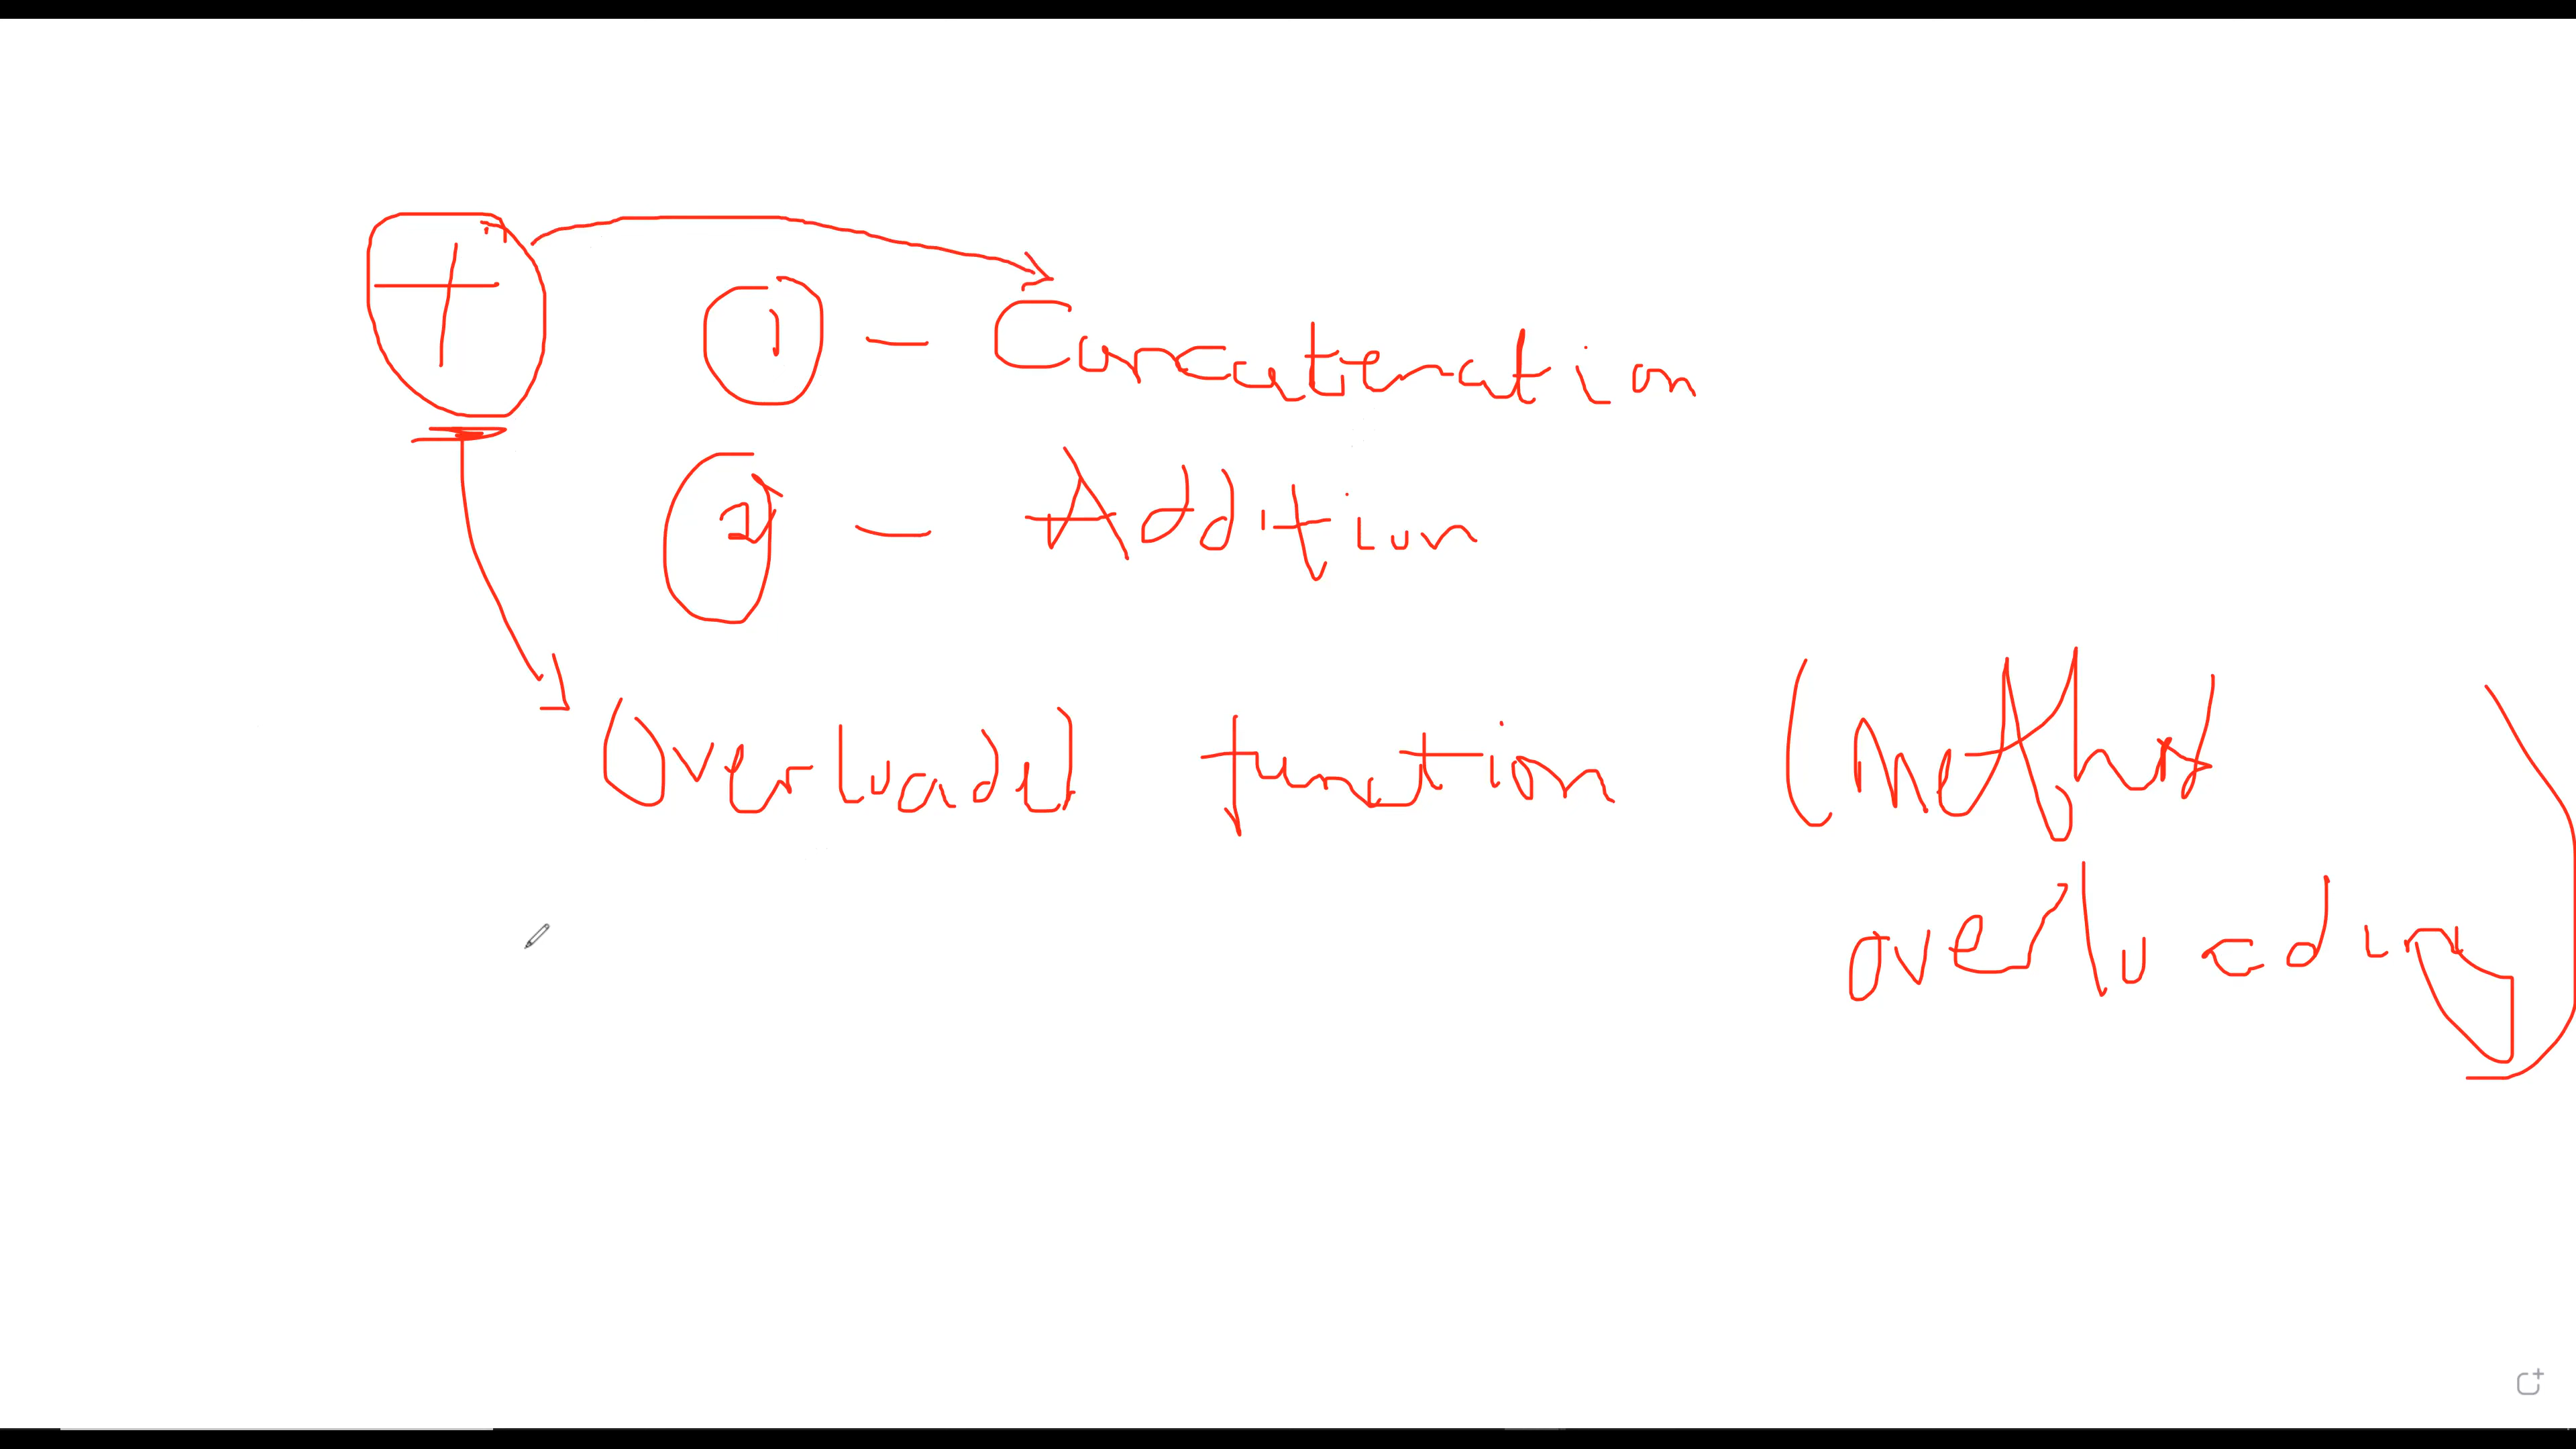 +
① — Concatenation
② — Addition
Overloaded function (method
overloading)